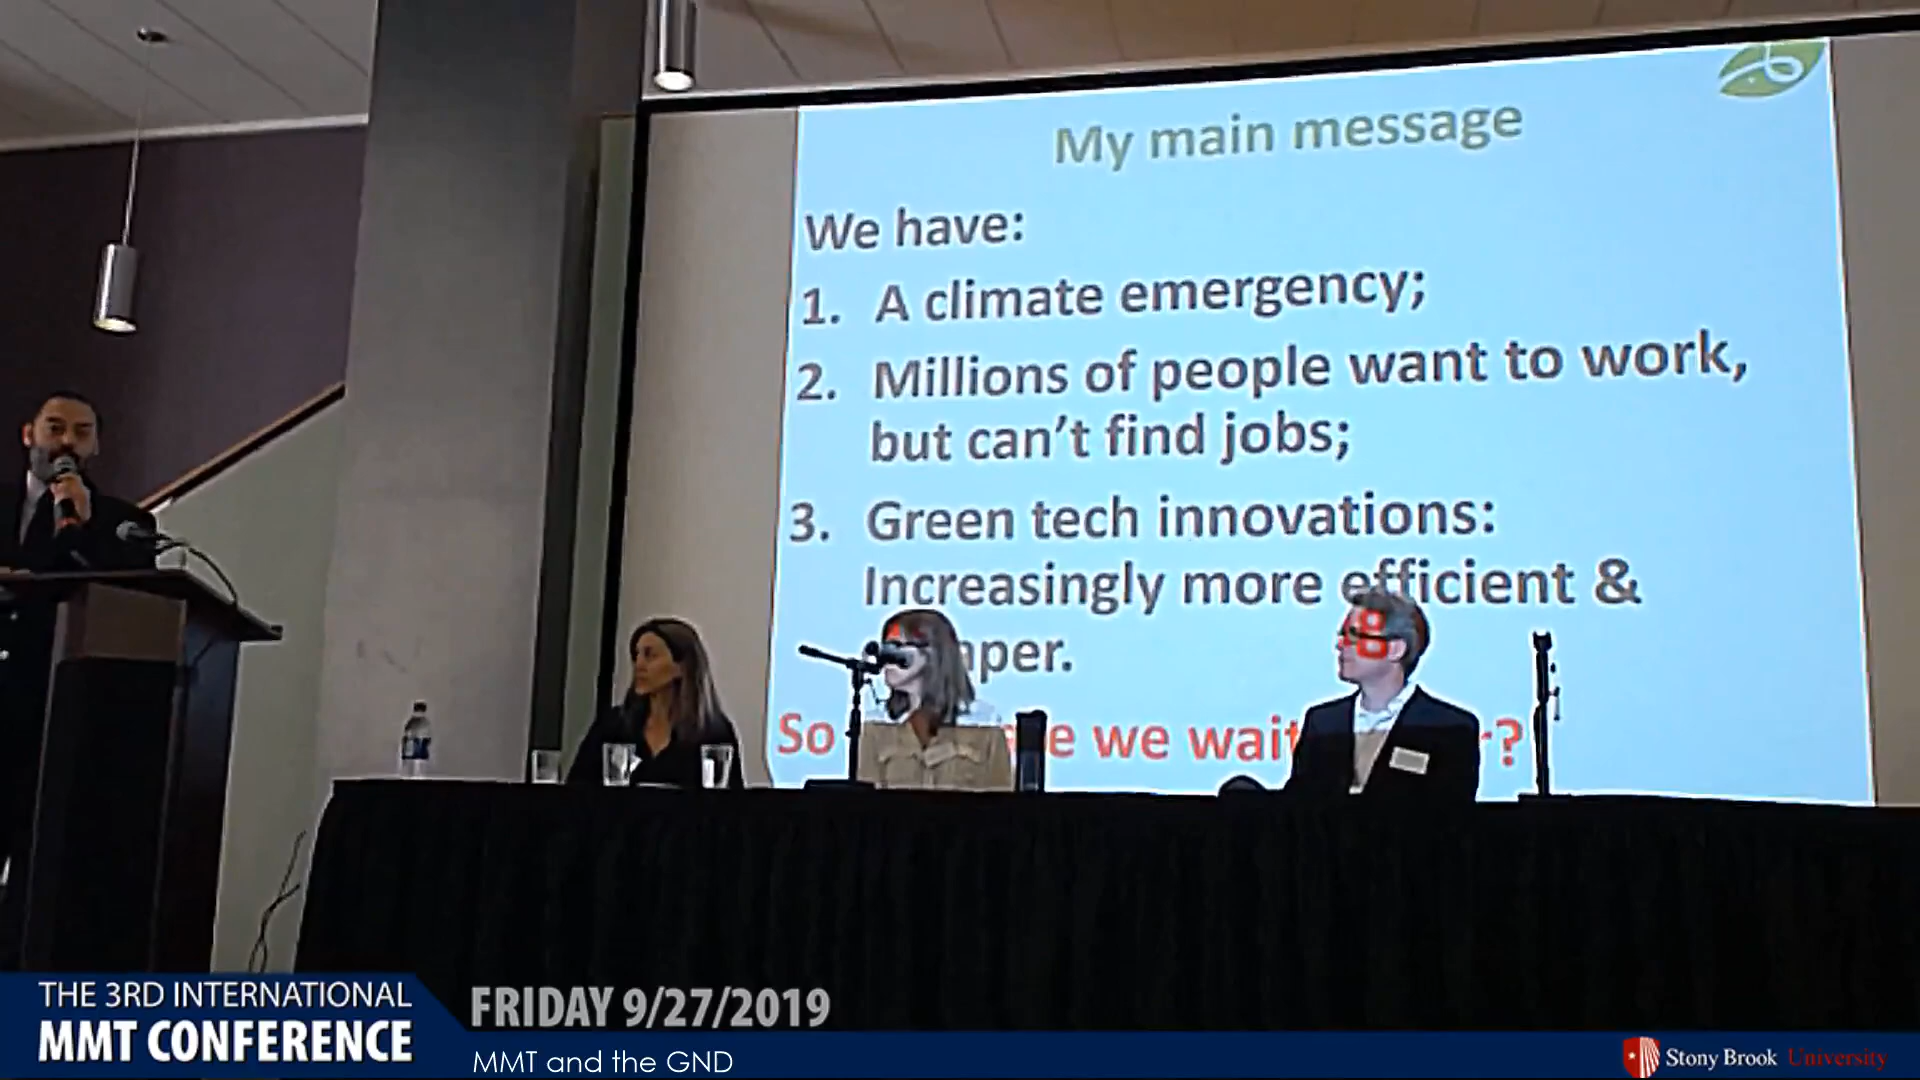 My main message
We have:
1. A climate emergency;
2. Millions of people want to work,
but can't find jobs;
3. Green tech innovations:
Increasingly more efficient &
So we wait ?
THE 3RD INTERNATIONAL
MMT CONFERENCE
FRIDAY 9/27/2019
MMT and the GND
Stony Brook University